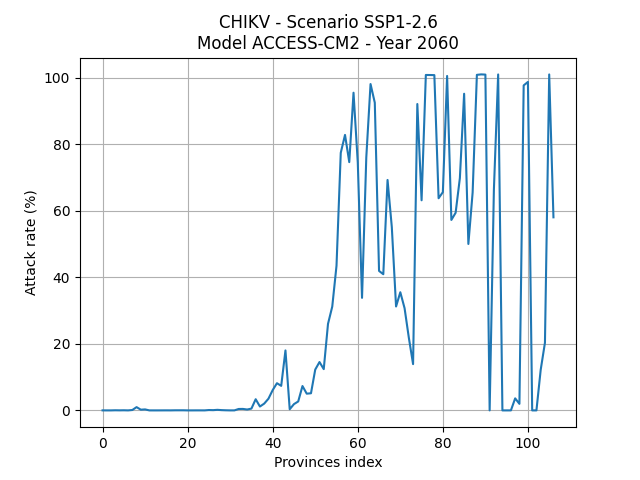 CHIKV - Scenario SSP1-2.6
Model ACCESS-CM2 - Year 2060
100
80
60
40
20
0
Attack rate (%)
0 20 40 60 80 100
Provinces index